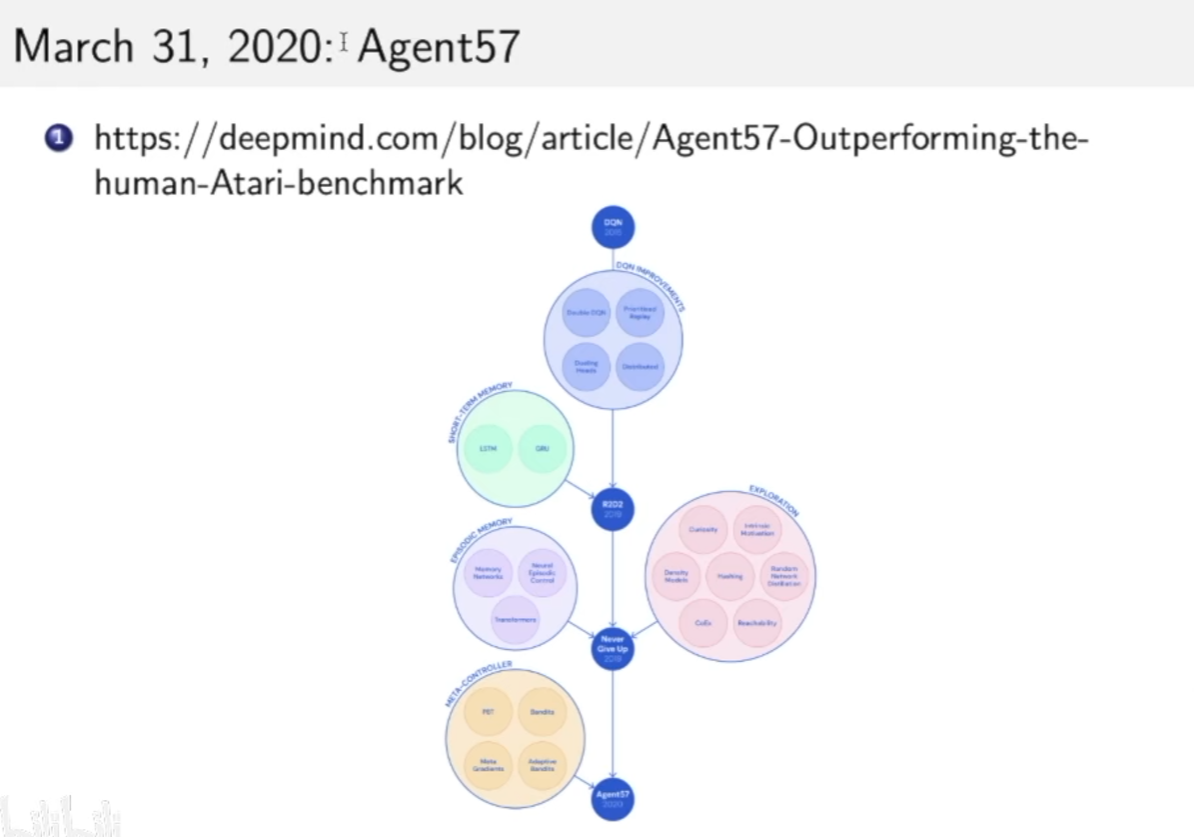 March 31, 2020: Agent57
1
https://deepmind.com/blog/article/Agent57-Outperforming-the-
human-Atari-benchmark
DQN
2015
DQN IMPROVEMENTS
Double DQN
Prioritised
Replay
Dueling
Heads
Distributed
SHORT-TERM MEMORY
LSTM
GRU
R2D2
2019
EXPLORATION
Curiosity
Intrinsic
Motivation
Density
Models
Hashing
Random
Network
Distillation
CoEx
Reachability
EPISODIC MEMORY
Memory
Networks
Neural
Episodic
Control
Transformers
Never
Give Up
2019
META-CONTROLLER
PBT
Bandits
Meta
Gradients
Adaptive
Bandits
Agent57
2020